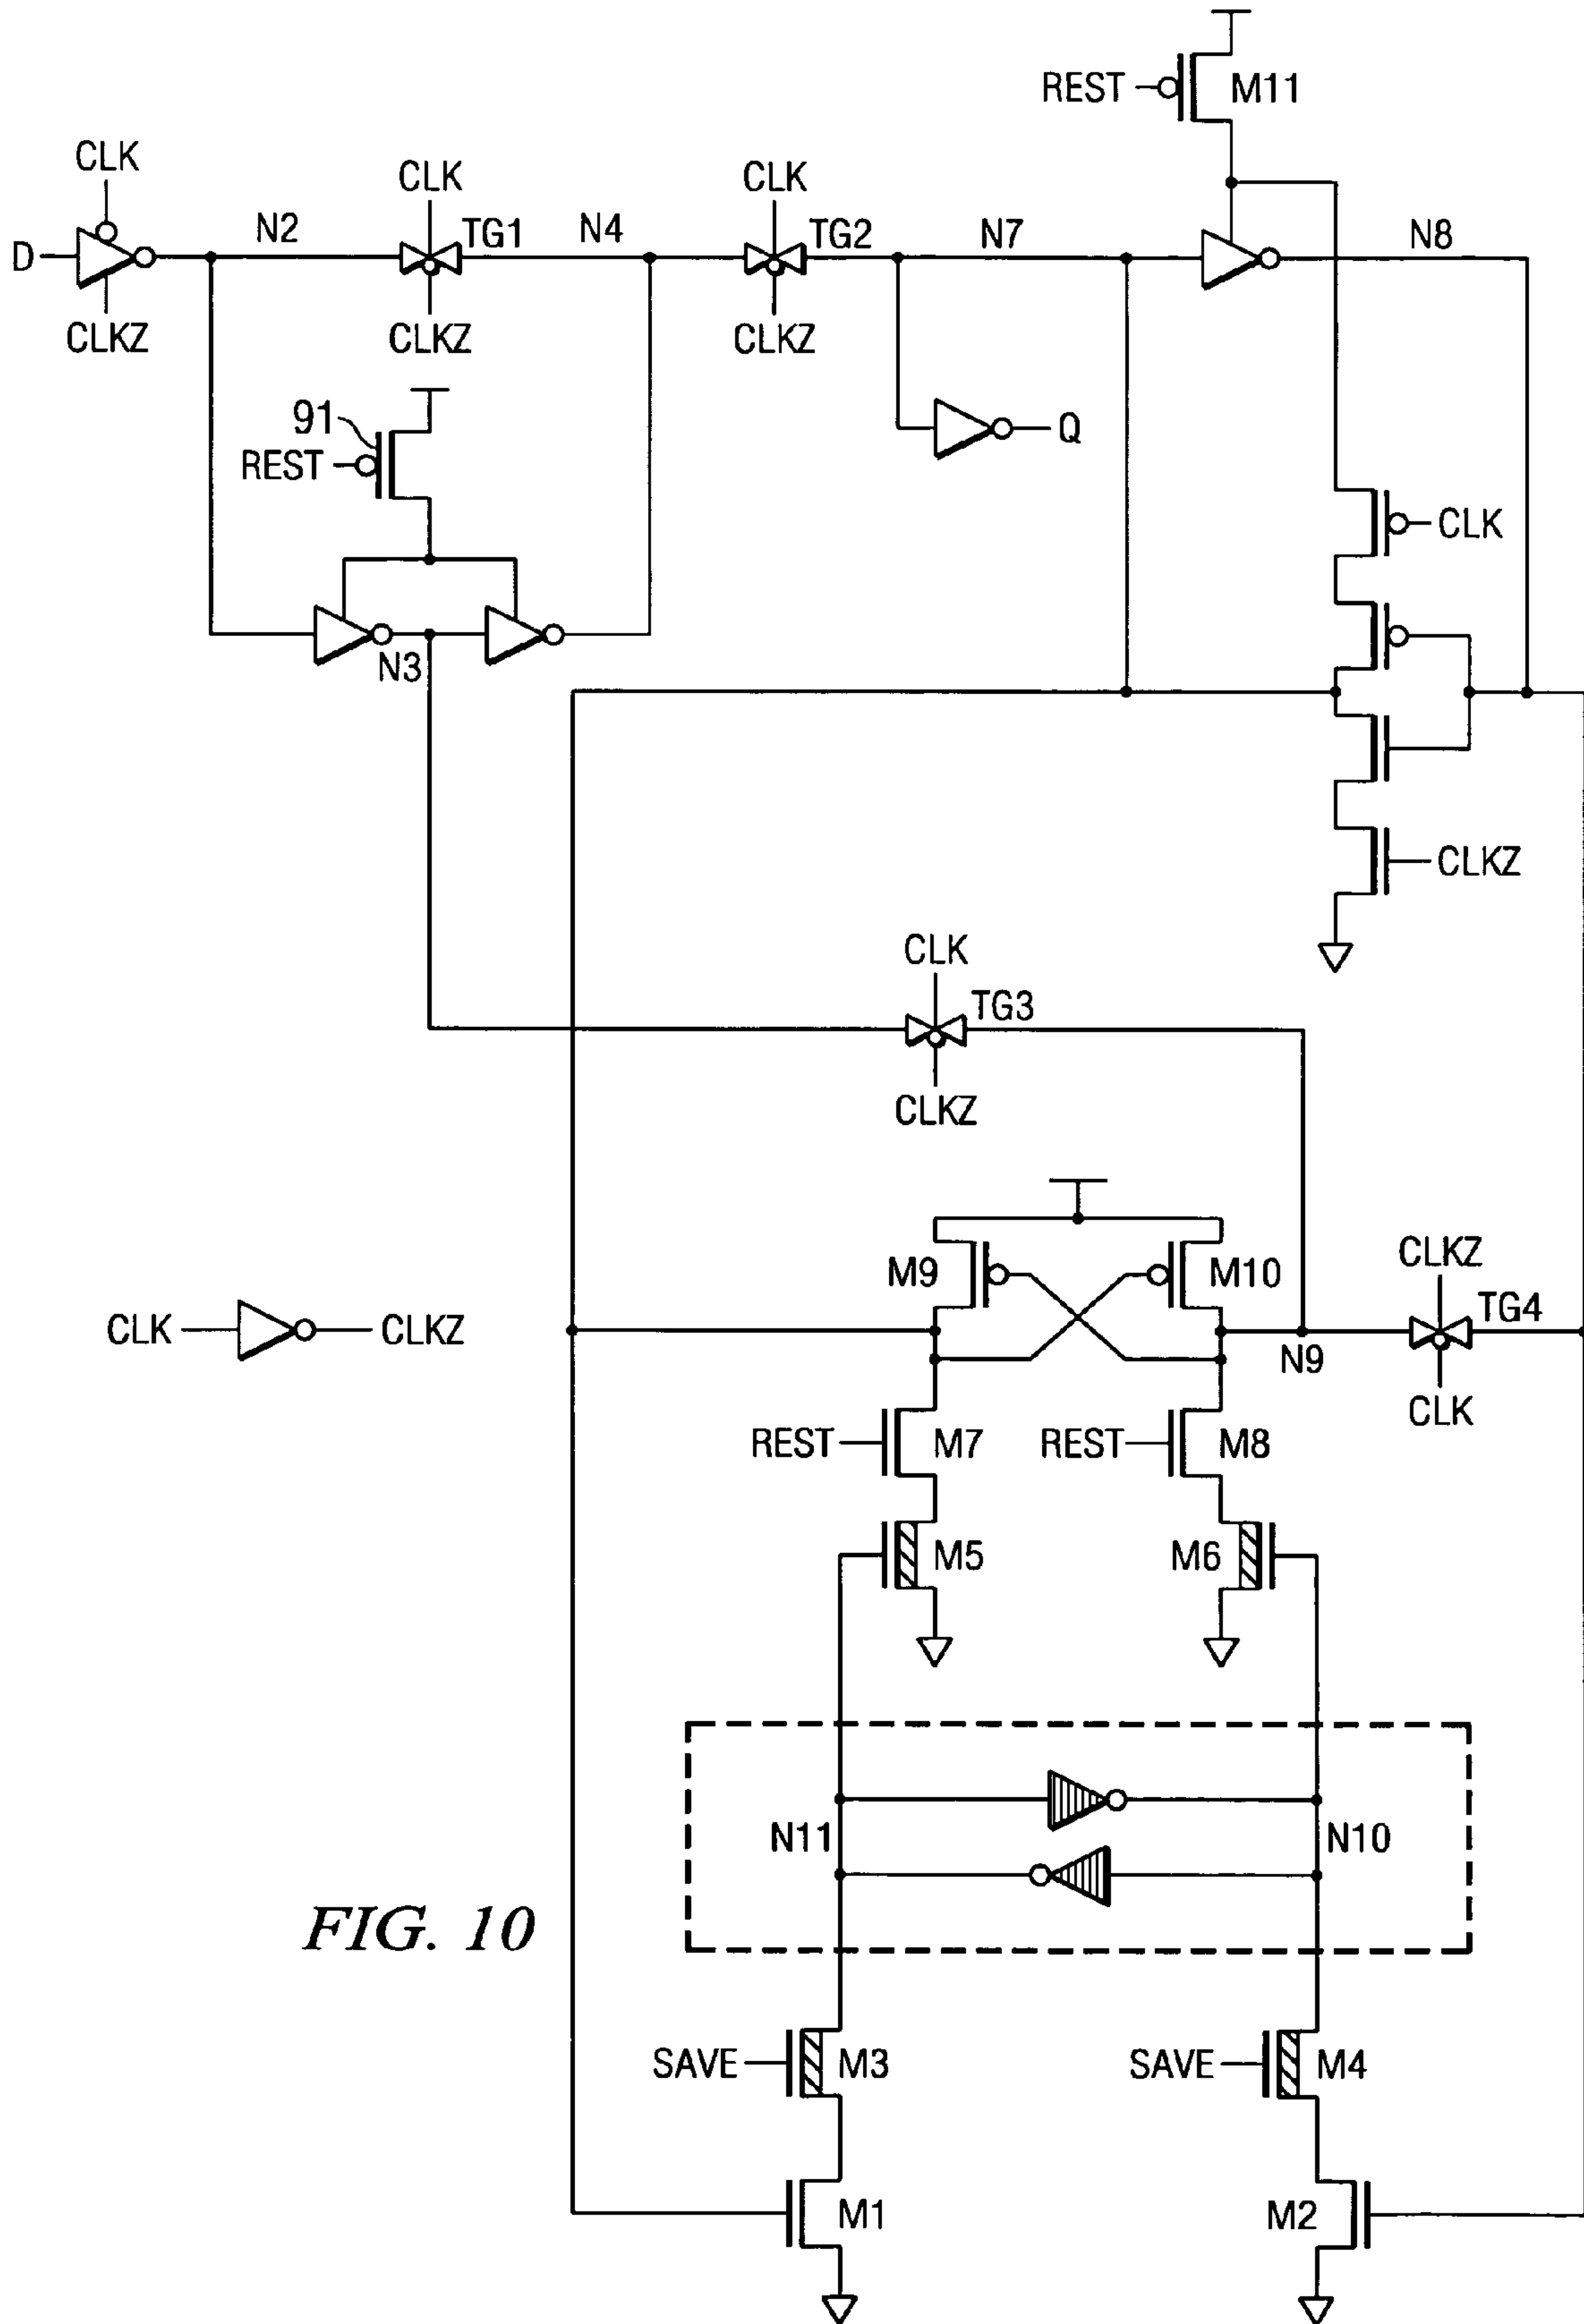 REST
M11
CLK
CLK
CLK
D
N2
TG1
N4
TG2
N7
N8
CLKZ
CLKZ
CLKZ
91
REST
Q
CLK
N3
CLKZ
CLK
TG3
CLKZ
M9
M10
CLKZ
TG4
CLK
CLKZ
N9
CLK
REST
M7
REST
M8
M5
M6
N11
N10
FIG. 10
SAVE
M3
SAVE
M4
M1
M2